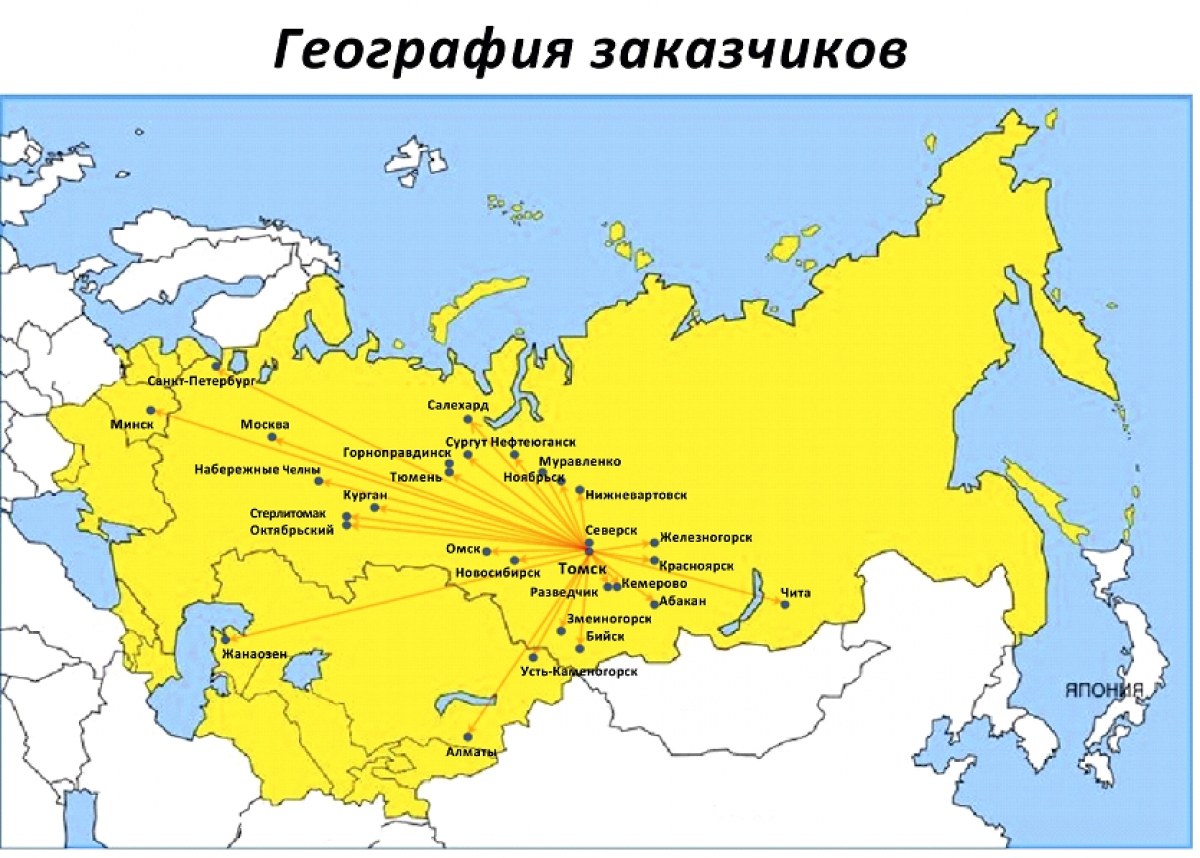 География заказчиков
Санкт-Петербург
Минск
Москва
Салехард
Сургут Нефтеюганск
Горноправдинск
Муравленко
Набережные Челны
Тюмень
Ноябрьск
Нижневартовск
Курган
Стерлитомак
Октябрьский
Северск
Железногорск
Омск
Томск
Красноярск
Новосибирск
Кемерово
Разведчик
Абакан
Чита
Змеиногорск
Бийск
Жанаозен
Усть-Каменогорск
ЯПОНИЯ
Алматы